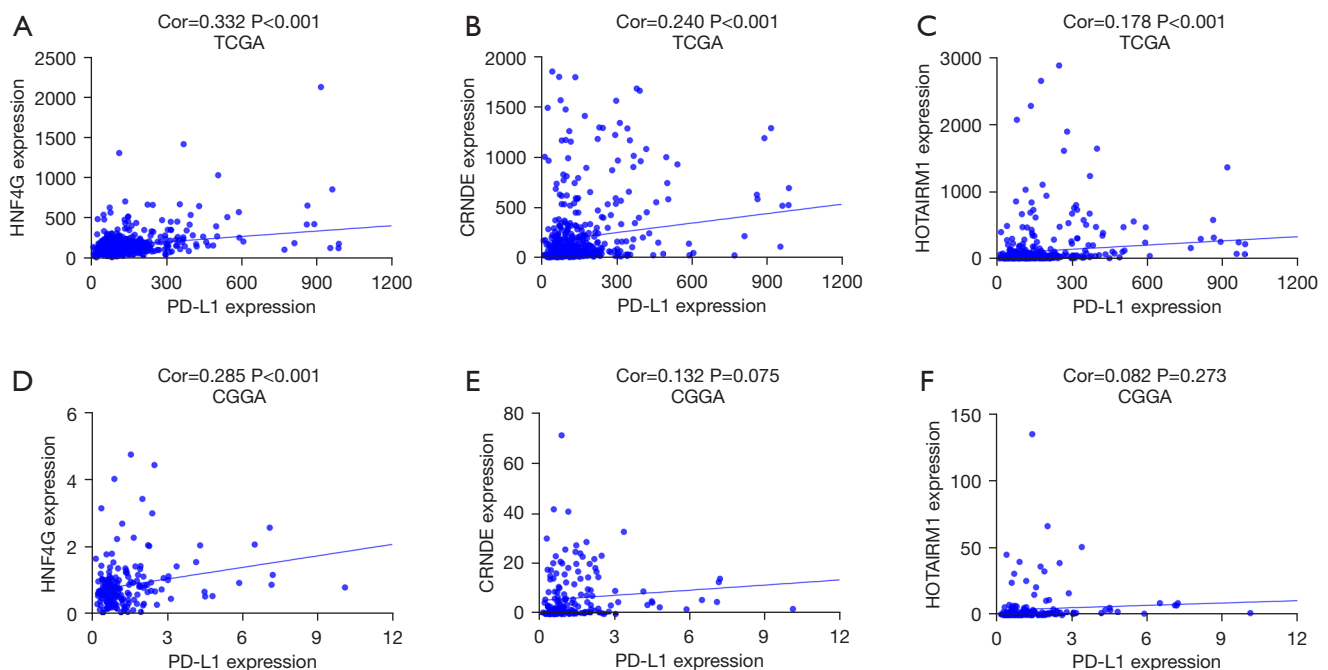 A
Cor=0.332 P<0.001
TCGA
HNF4G expression
2500
2000
1500
1000
500
0
0 300 600 900 1200
PD-L1 expression
B
Cor=0.240 P<0.001
TCGA
CRNDE expression
2000
1500
1000
500
0
0 300 600 900 1200
PD-L1 expression
C
Cor=0.178 P<0.001
TCGA
HOTAIRM1 expression
3000
2000
1000
0
0 300 600 900 1200
PD-L1 expression
D
Cor=0.285 P<0.001
CGGA
HNF4G expression
6
4
2
0
0 3 6 9 12
PD-L1 expression
E
Cor=0.132 P=0.075
CGGA
CRNDE expression
80
60
40
20
0
0 3 6 9 12
PD-L1 expression
F
Cor=0.082 P=0.273
CGGA
HOTAIRM1 expression
150
100
50
0
0 3 6 9 12
PD-L1 expression